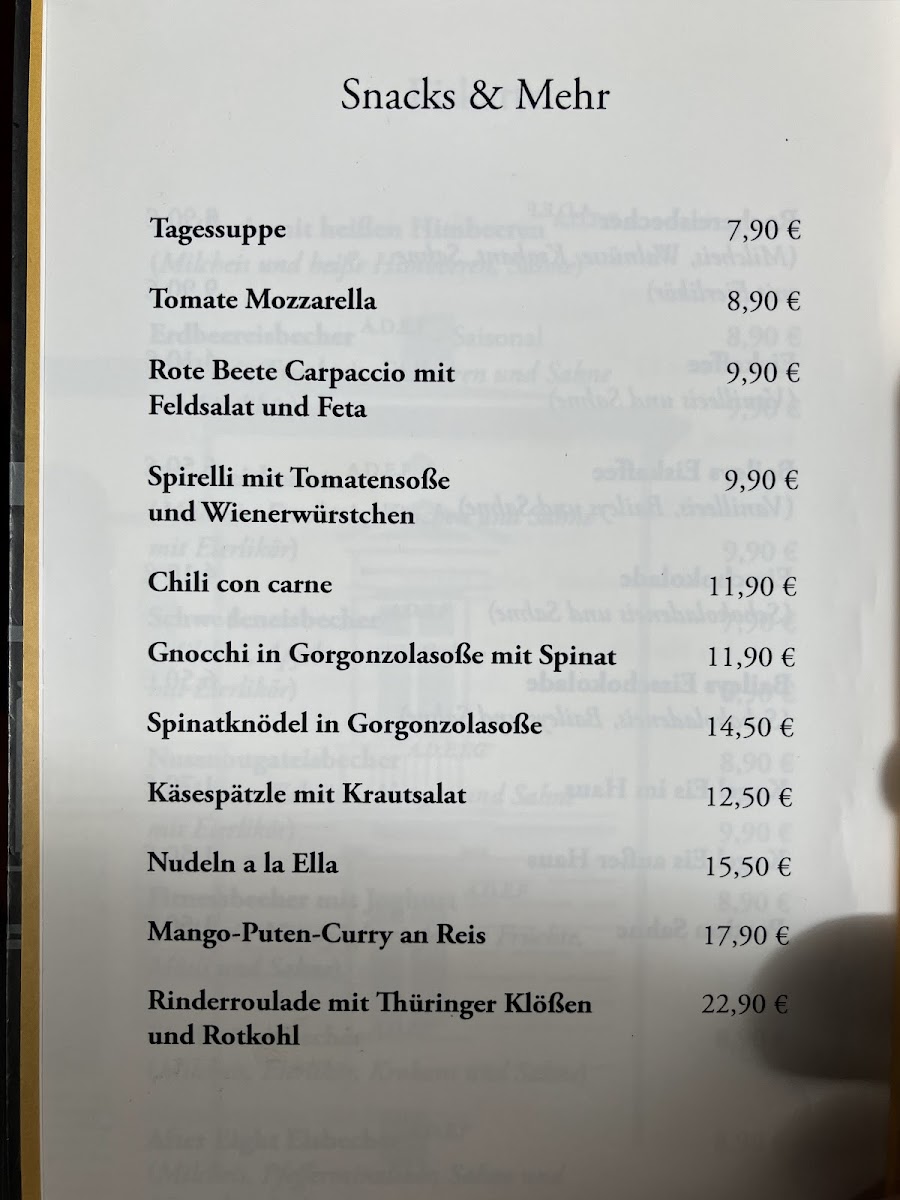 Snacks & Mehr
Tagessuppe 7,90 €
Tomate Mozzarella 8,90 €
Rote Beete Carpaccio mit 9,90 €
Feldsalat und Feta
Spirelli mit Tomatensoße 9,90 €
und Wienerwürstchen
Chili con carne 11,90 €
Gnocchi in Gorgonzolasoße mit Spinat 11,90 €
Spinatknödel in Gorgonzolasoße 14,50 €
Käsespätzle mit Krautsalat 12,50 €
Nudeln a la Ella 15,50 €
Mango-Puten-Curry an Reis 17,90 €
Rinderroulade mit Thüringer Klößen 22,90 €
und Rotkohl